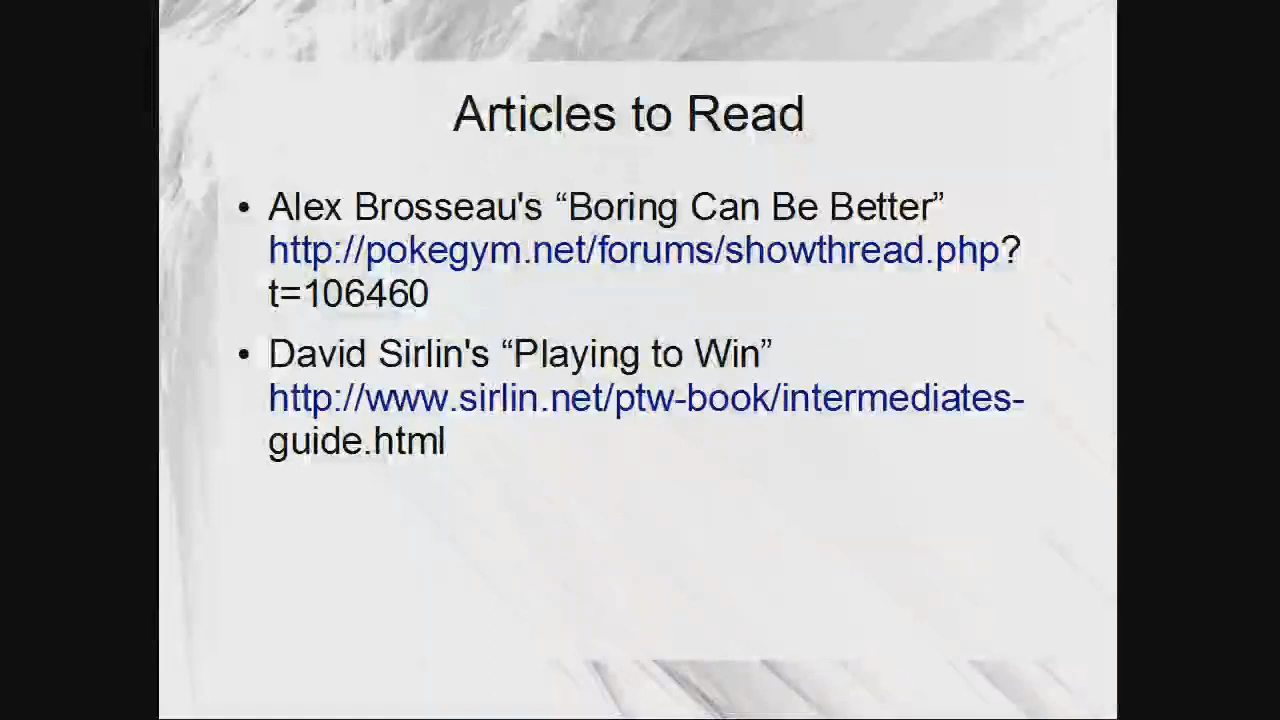 Articles to Read
• Alex Brosseau's “Boring Can Be Better”
http://pokegym.net/forums/showthread.php?
t=106460
• David Sirlin's “Playing to Win”
http://www.sirlin.net/ptw-book/intermediates-
guide.html